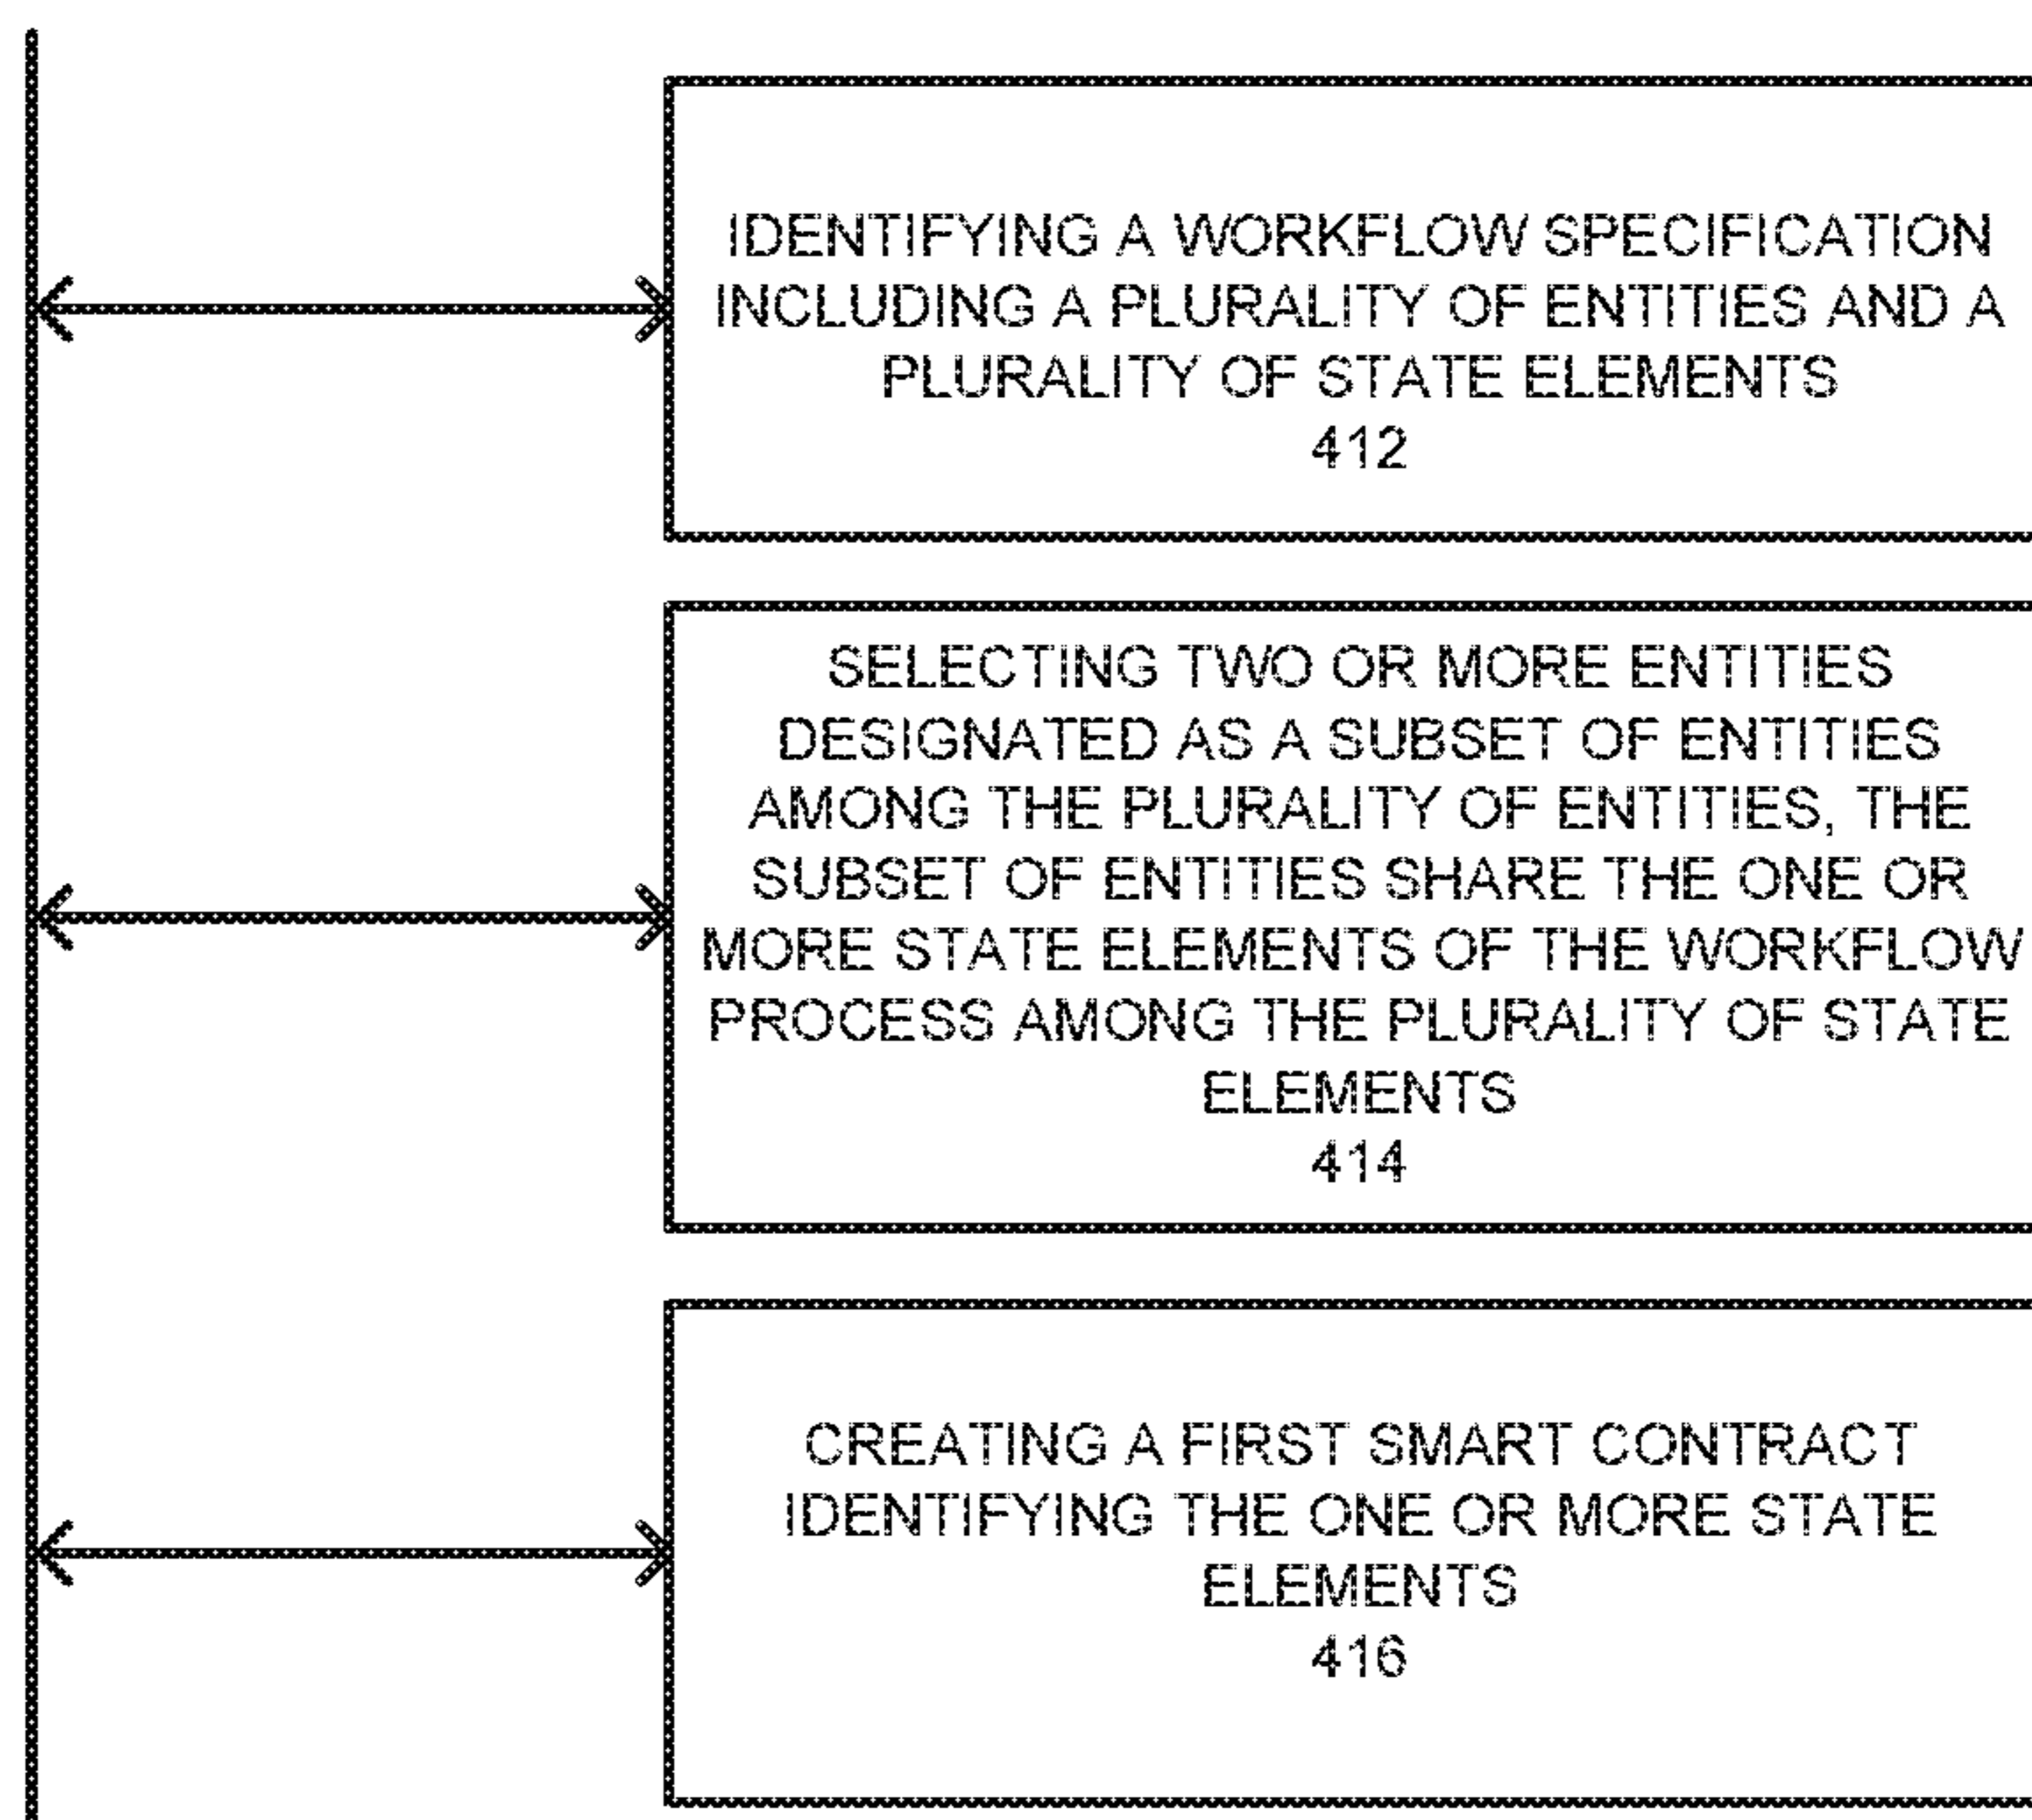 IDENTIFYING A WORKFLOW SPECIFICATION
INCLUDING A PLURALITY OF ENTITIES AND A
PLURALITY OF STATE ELEMENTS
412
SELECTING TWO OR MORE ENTITIES
DESIGNATED AS A SUBSET OF ENTITIES
AMONG THE PLURALITY OF ENTITIES, THE
SUBSET OF ENTITIES SHARE THE ONE OR
MORE STATE ELEMENTS OF THE WORKFLOW
PROCESS AMONG THE PLURALITY OF STATE
ELEMENTS
414
CREATING A FIRST SMART CONTRACT
IDENTIFYING THE ONE OR MORE STATE
ELEMENTS
416